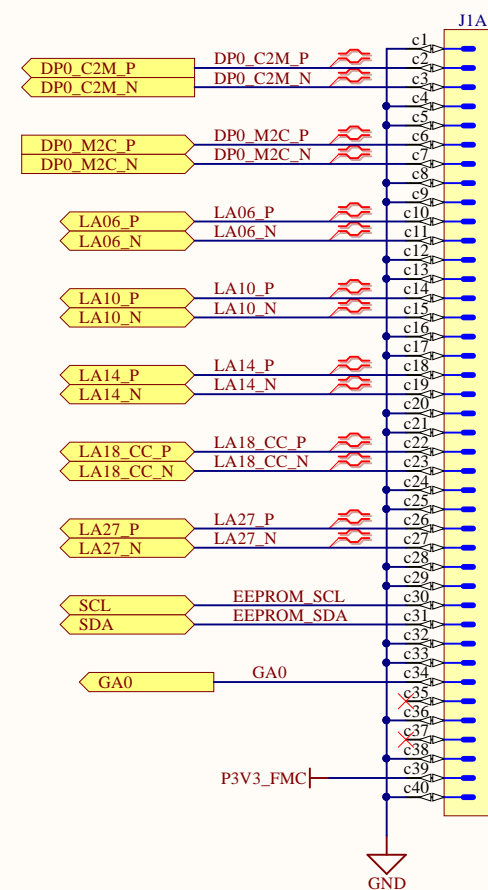 J1A
c1
DP0_C2M_P DP0_C2M_P c2
DP0_C2M_N DP0_C2M_N c3
c4
c5
DP0_M2C_P DP0_M2C_P c6
DP0_M2C_N DP0_M2C_N c7
c8
c9
LA06_P LA06_P c10
LA06_N LA06_N c11
c12
c13
LA10_P LA10_P c14
LA10_N LA10_N c15
c16
c17
LA14_P LA14_P c18
LA14_N LA14_N c19
c20
c21
LA18_CC_P LA18_CC_P c22
LA18_CC_N LA18_CC_N c23
c24
c25
LA27_P LA27_P c26
LA27_N LA27_N c27
c28
c29
SCL EEPROM_SCL c30
SDA EEPROM_SDA c31
c32
c33
GA0 GA0 c34
c35
c36
c37
c38
P3V3_FMC c39
c40
GND